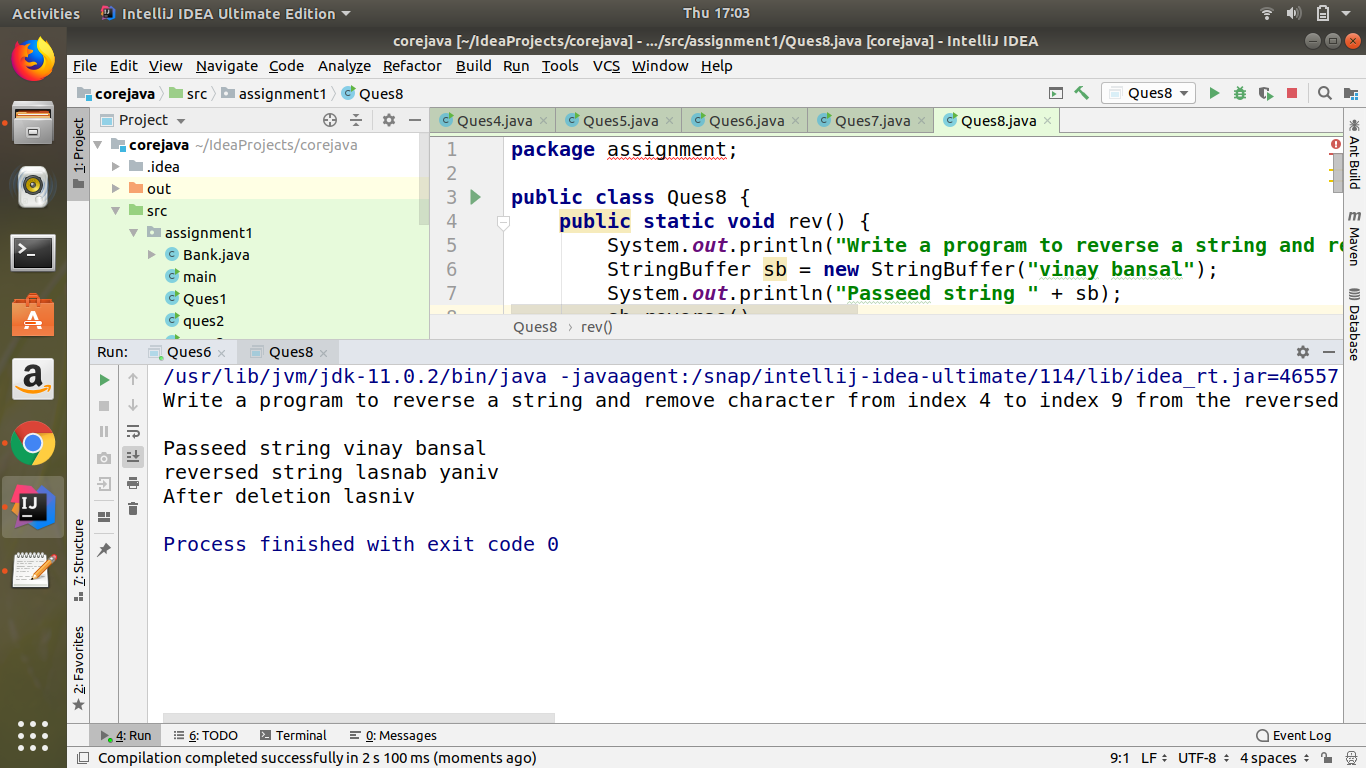 Activities IntelliJ IDEA Ultimate Edition Thu 17:03
corejava [~/IdeaProjects/corejava] - .../src/assignment1/Ques8.java [corejava] - IntelliJ IDEA
File Edit View Navigate Code Analyze Refactor Build Run Tools VCS Window Help
corejava src assignment1 Ques8 Ques8
Project
Ques4.java Ques5.java Ques6.java Ques7.java Ques8.java
corejava ~/IdeaProjects/corejava
.idea
out
src
assignment1
Bank.java
main
Ques1
ques2
1 package assignment;
2
3 public class Ques8 {
4 public static void rev() {
5 System.out.println("Write a program to reverse a string and re
6 StringBuffer sb = new StringBuffer("vinay bansal");
7 System.out.println("Passeed string " + sb);
Ques8 › rev()
1: Project
7: Structure
2: Favorites
Ant Build
Maven
Database
Run: Ques6 Ques8
/usr/lib/jvm/jdk-11.0.2/bin/java -javaagent:/snap/intellij-idea-ultimate/114/lib/idea_rt.jar=46557
Write a program to reverse a string and remove character from index 4 to index 9 from the reversed
Passeed string vinay bansal
reversed string lasnab yaniv
After deletion lasniv
Process finished with exit code 0
4: Run 6: TODO Terminal 0: Messages Event Log
Compilation completed successfully in 2 s 100 ms (moments ago) 9:1 LF UTF-8 4 spaces